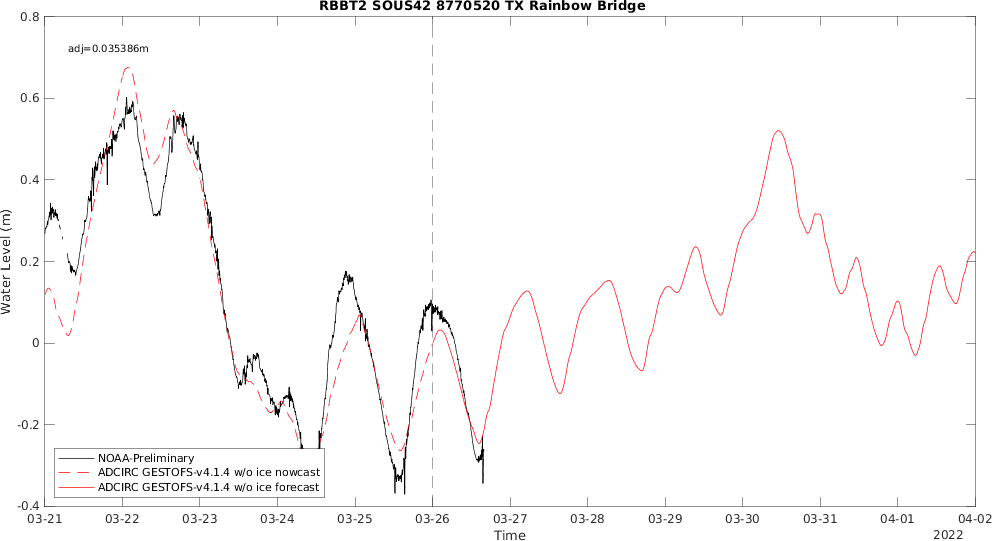 RBBT2 SOUS42 8770520 TX Rainbow Bridge
adj=0.035386m
0.8
0.6
0.4
0.2
0
-0.2
-0.4
Water Level (m)
NOAA-Preliminary
ADCIRC GESTOFS-v4.1.4 w/o ice nowcast
ADCIRC GESTOFS-v4.1.4 w/o ice forecast
03-21 03-22 03-23 03-24 03-25 03-26 03-27 03-28 03-29 03-30 03-31 04-01 04-02
Time
2022